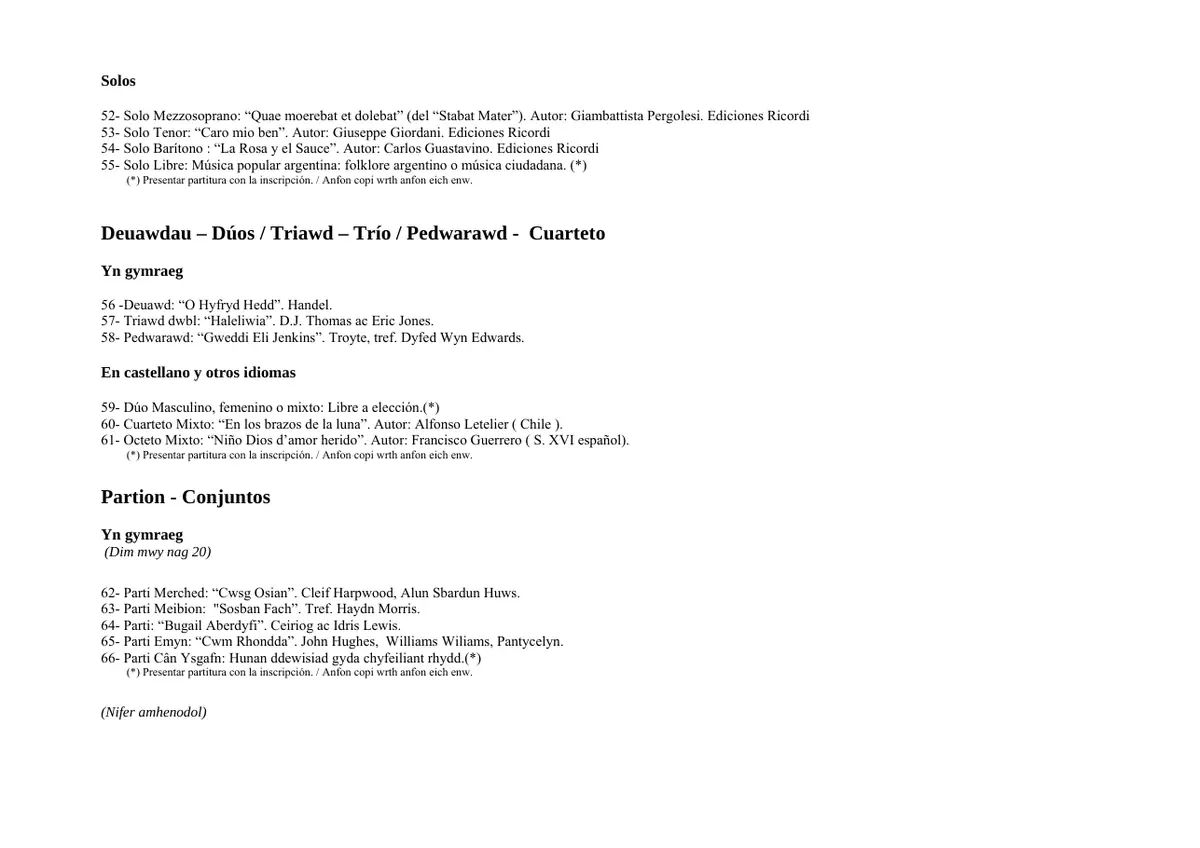 Solos
52- Solo Mezzosoprano: “Quae moerebat et dolebat” (del “Stabat Mater”). Autor: Giambattista Pergolesi. Ediciones Ricordi
53- Solo Tenor: “Caro mio ben”. Autor: Giuseppe Giordani. Ediciones Ricordi
54- Solo Barítono : “La Rosa y el Sauce”. Autor: Carlos Guastavino. Ediciones Ricordi
55- Solo Libre: Música popular argentina: folklore argentino o música ciudadana. (*)
(*) Presentar partitura con la inscripción. / Anfon copi wrth anfon eich enw.
Deuawdau – Dúos / Triawd – Trío / Pedwarawd -  Cuarteto
Yn gymraeg
56 -Deuawd: “O Hyfryd Hedd”. Handel.
57- Triawd dwbl: “Haleliwia”. D.J. Thomas ac Eric Jones.
58- Pedwarawd: “Gweddi Eli Jenkins”. Troyte, tref. Dyfed Wyn Edwards.
En castellano y otros idiomas
59- Dúo Masculino, femenino o mixto: Libre a elección.(*)
60- Cuarteto Mixto: “En los brazos de la luna”. Autor: Alfonso Letelier ( Chile ).
61- Octeto Mixto: “Niño Dios d’amor herido”. Autor: Francisco Guerrero ( S. XVI español).
(*) Presentar partitura con la inscripción. / Anfon copi wrth anfon eich enw.
Partion - Conjuntos
Yn gymraeg
(Dim mwy nag 20)
62- Parti Merched: “Cwsg Osian”. Cleif Harpwood, Alun Sbardun Huws.
63- Parti Meibion:  "Sosban Fach”. Tref. Haydn Morris.
64- Parti: “Bugail Aberdyfi”. Ceiriog ac Idris Lewis.
65- Parti Emyn: “Cwm Rhondda”. John Hughes,  Williams Wiliams, Pantycelyn.
66- Parti Cân Ysgafn: Hunan ddewisiad gyda chyfeiliant rhydd.(*)
(*) Presentar partitura con la inscripción. / Anfon copi wrth anfon eich enw.
(Nifer amhenodol)